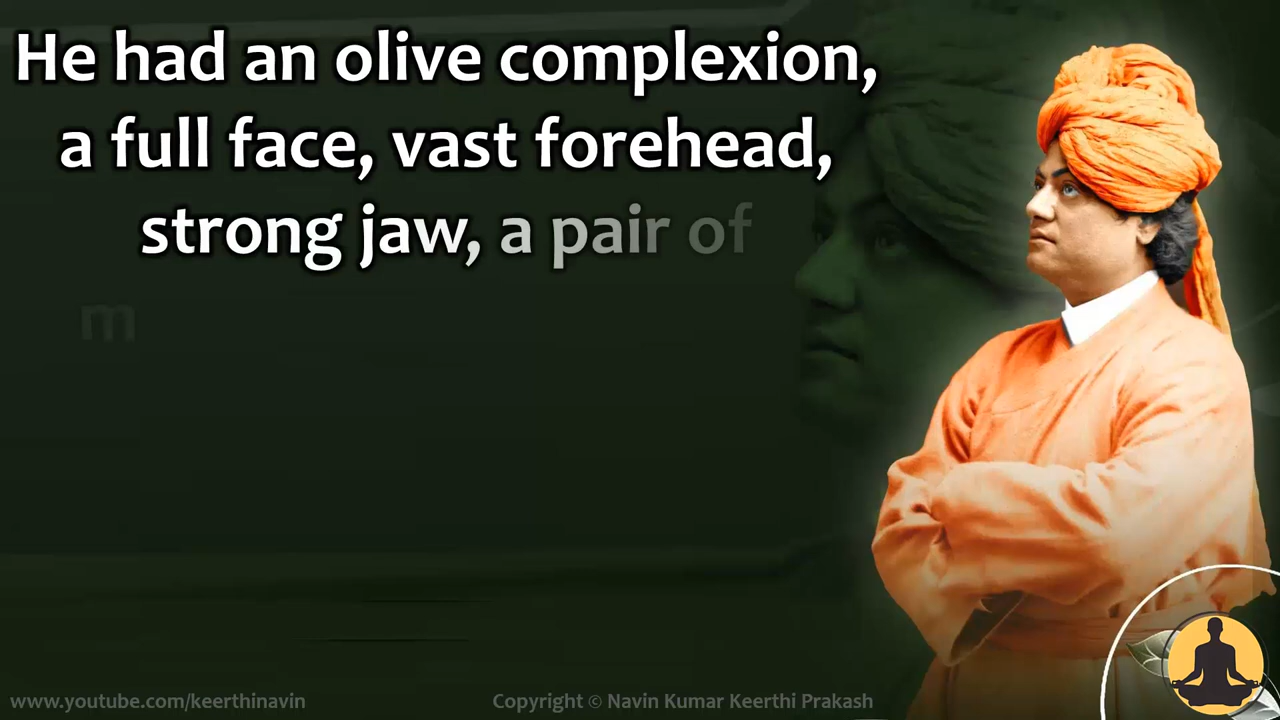 He had an olive complexion,
a full face, vast forehead,
strong jaw, a pair of
m
www.youtube.com/keerthinavin
Copyright © Navin Kumar Keerthi Prakash